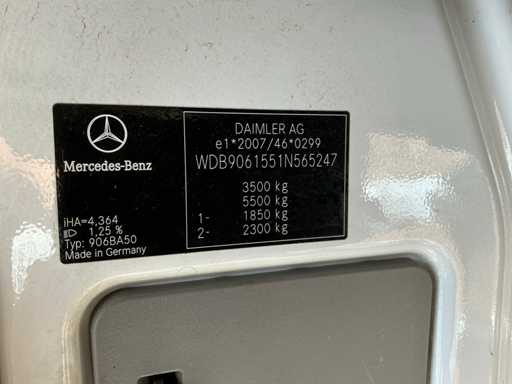 Mercedes-Benz
iHA=4,364
1,25 %
Typ: 906BA50
Made in Germany
DAIMLER AG
e1*2007/46*0299
WDB9061551N565247
3500 kg
5500 kg
1- 1850 kg
2- 2300 kg